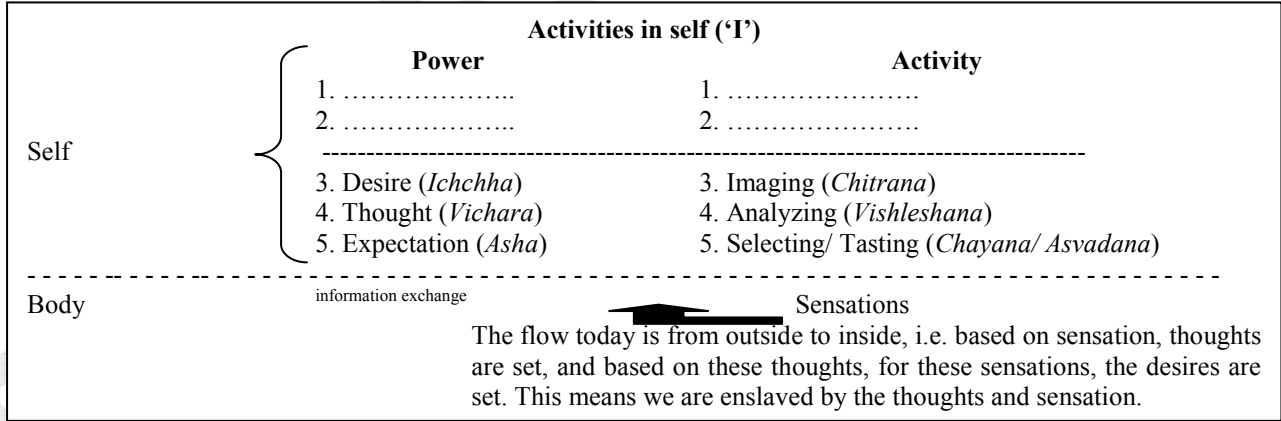 Activities in self (‘I’)
Power Activity
1. ……………….. 1. ………………….
2. ……………….. 2. ………………….
Self
3. Desire (Ichchha) 3. Imaging (Chitrana)
4. Thought (Vichara) 4. Analyzing (Vishleshana)
5. Expectation (Asha) 5. Selecting/ Tasting (Chayana/ Asvadana)
Body information exchange Sensations
The flow today is from outside to inside, i.e. based on sensation, thoughts
are set, and based on these thoughts, for these sensations, the desires are
set. This means we are enslaved by the thoughts and sensation.